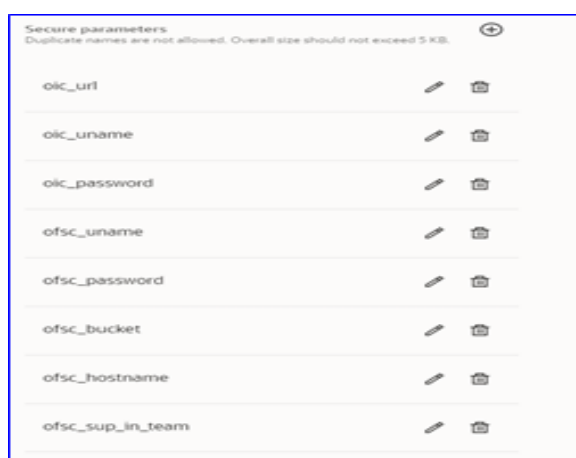 Secure parameters
Duplicate names are not allowed. Overall size should not exceed 5 KB.
oic_url
oic_uname
oic_password
ofsc_uname
ofsc_password
ofsc_bucket
ofsc_hostname
ofsc_sup_in_team